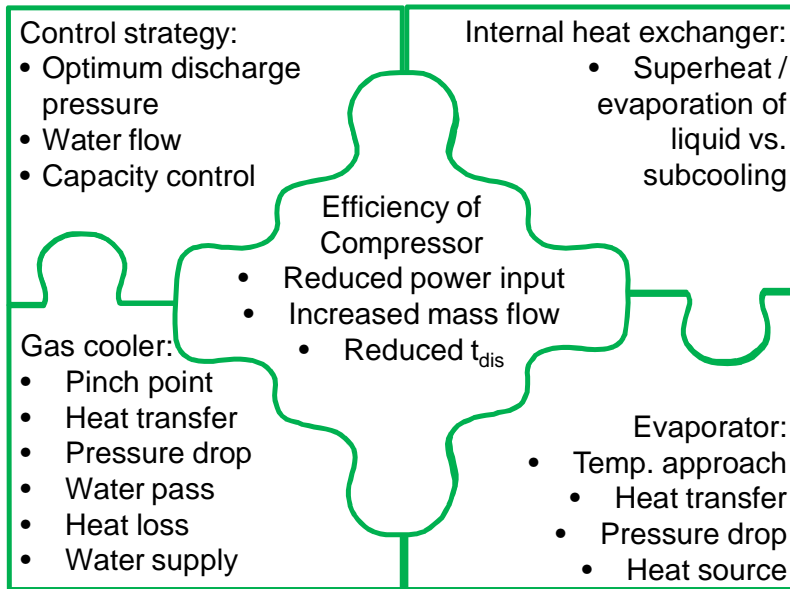 Control strategy:
• Optimum discharge
pressure
• Water flow
• Capacity control
Internal heat exchanger:
• Superheat /
evaporation of
liquid vs.
subcooling
Efficiency of
Compressor
• Reduced power input
• Increased mass flow
• Reduced t_dis
Gas cooler:
• Pinch point
• Heat transfer
• Pressure drop
• Water pass
• Heat loss
• Water supply
Evaporator:
• Temp. approach
• Heat transfer
• Pressure drop
• Heat source